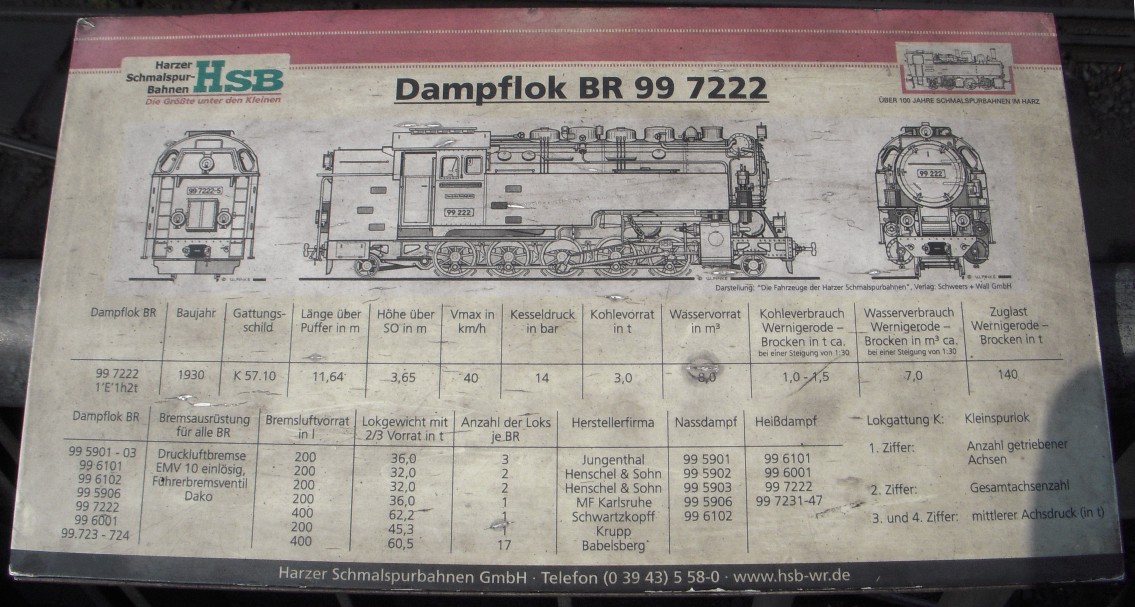 Harzer
Schmalspur-
Bahnen HSB
Die Größte unter den Kleinen
Dampflok BR 99 7222
ÜBER 100 JAHRE SCHMALSPURBAHNEN IM HARZ
99 7222-5
99 222
99 222
Darstellung: "Die Fahrzeuge der Harzer Schmalspurbahnen", Verlag: Schweers + Wall GmbH
Dampflok BR Baujahr Gattungs- Länge über Höhe über Vmax in Kesseldruck Kohlevorrat Wasservorrat Kohleverbrauch Wasserverbrauch Zuglast
schild Puffer in m SO in m km/h in bar in t in m³ Wernigerode – Wernigerode – Wernigerode –
Brocken in t ca. Brocken in m³ ca. Brocken in t
bei einer Steigung von 1:30 bei einer Steigung von 1:30
99 7222 1930 K 57.10 11,64 3,65 40 14 3,0 8,0 1,0 - 1,5 7,0 140
1'E'1h2t
Dampflok BR Bremsausrüstung Bremsluftvorrat Lokgewicht mit Anzahl der Loks Herstellerfirma Nassdampf Heißdampf Lokgattung K: Kleinspurlok
für alle BR in l 2/3 Vorrat in t je BR
99 5901 - 03 Druckluftbremse 200 36,0 3 Jungenthal 99 5901 99 6101 1. Ziffer: Anzahl getriebener
Achsen
99 6101 EMV 10 einlösig, 200 32,0 2 Henschel & Sohn 99 5902 99 6001
99 6102 Führerbremsventil 200 32,0 2 Henschel & Sohn 99 5903 99 7222 2. Ziffer: Gesamtachsenzahl
99 5906 Dako 200 36,0 1 MF Karlsruhe 99 5906 99 7231-47
99 7222 400 62,2 1 Schwartzkopff 99 6102 3. und 4. Ziffer: mittlerer Achsdruck (in t)
99 6001 200 45,3 1 Krupp
99.723 - 724 400 60,5 17 Babelsberg
Harzer Schmalspurbahnen GmbH · Telefon (0 39 43) 5 58-0 · www.hsb-wr.de